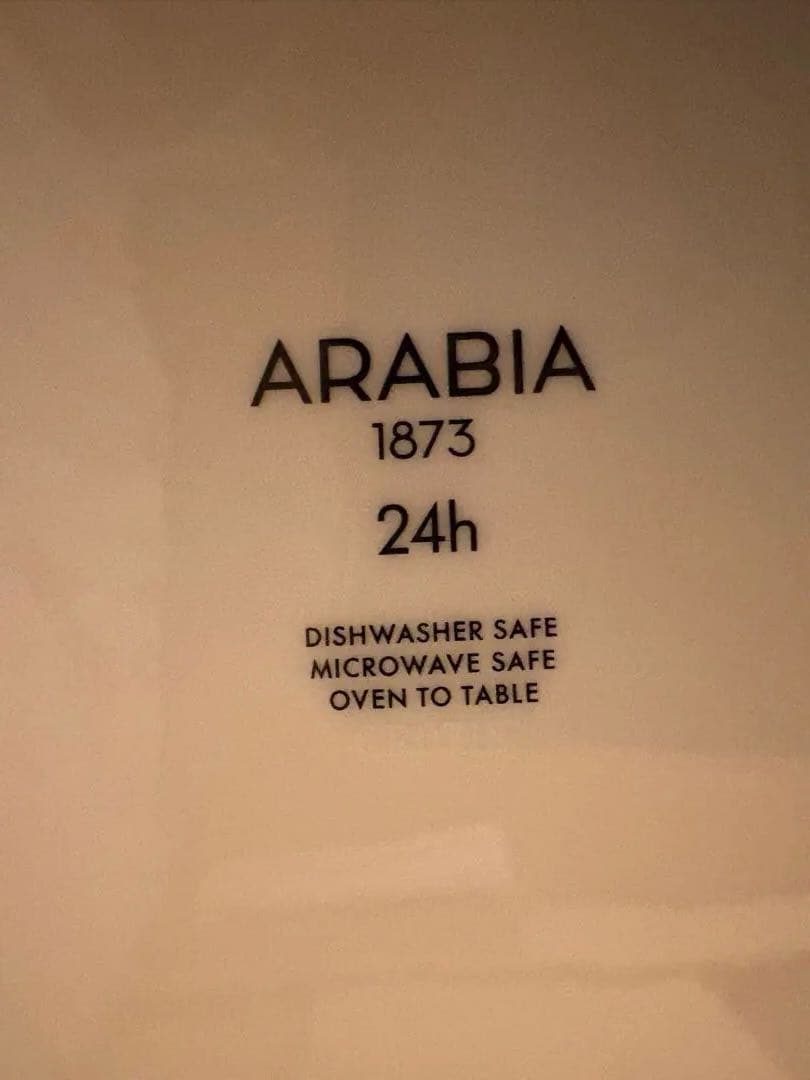 ARABIA
1873
24h
DISHWASHER SAFE
MICROWAVE SAFE
OVEN TO TABLE